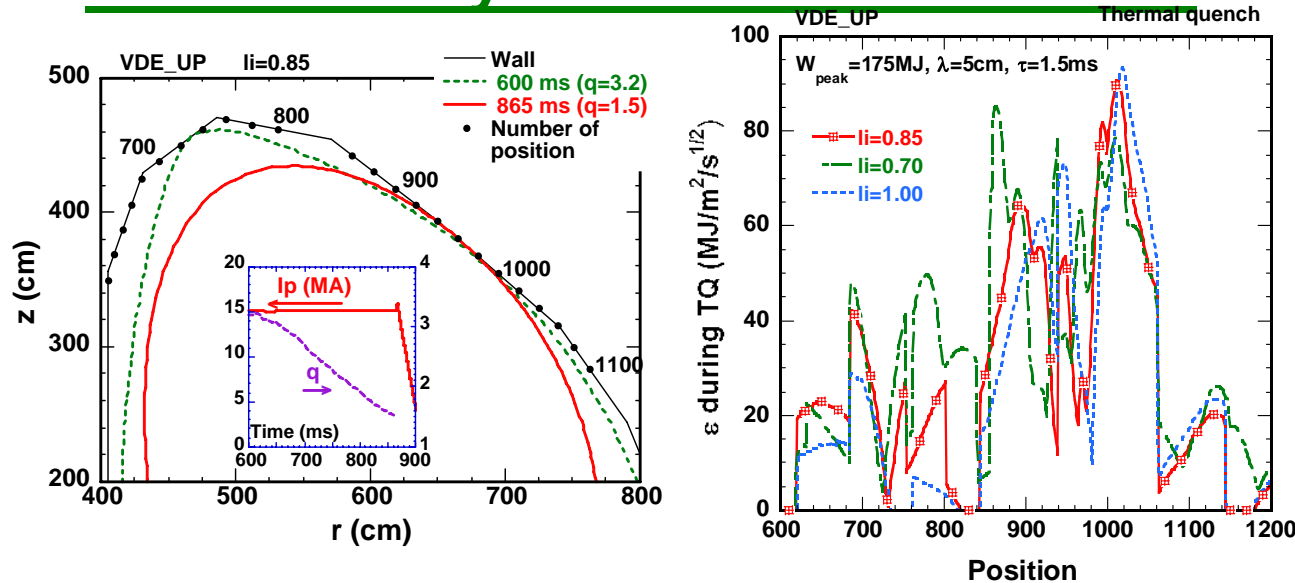 VDE_UP li=0.85
Wall
600 ms (q=3.2)
865 ms (q=1.5)
Number of
position
500
400
300
200
z (cm)
700
800
900
1000
1100
20
15
10
5
0
4
3
2
1
Ip (MA)
q
Time (ms)
600 700 800 900
400 500 600 700 800
r (cm)
VDE_UP Thermal quench
W_peak=175MJ, λ=5cm, τ=1.5ms
li=0.85
li=0.70
li=1.00
100
80
60
40
20
0
ε during TQ (MJ/m²/s^1/2)
600 700 800 900 1000 1100 1200
Position